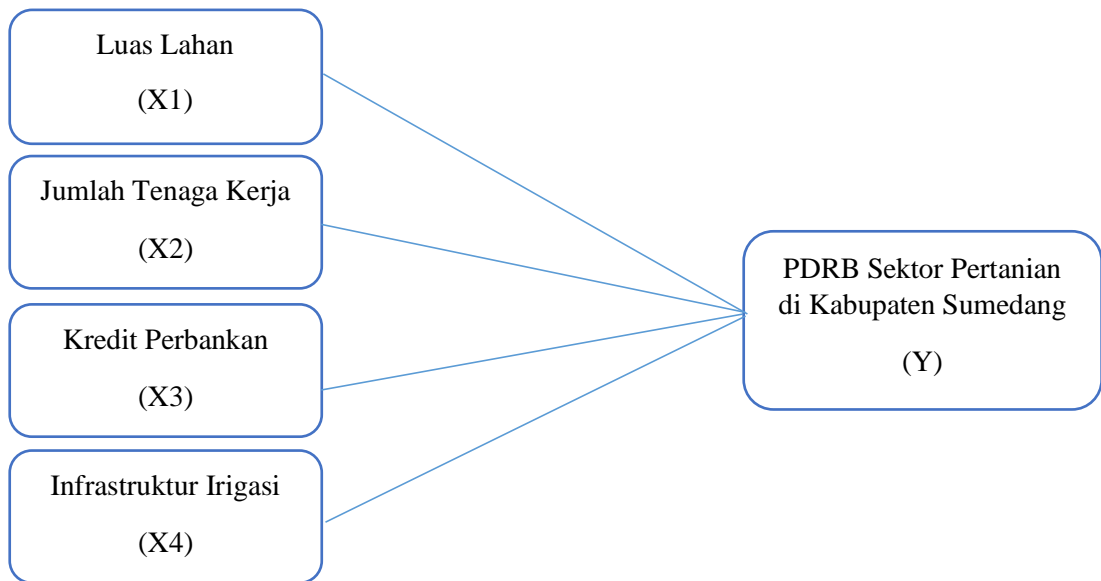 Luas Lahan
(X1)
Jumlah Tenaga Kerja
(X2)
Kredit Perbankan
(X3)
Infrastruktur Irigasi
(X4)
PDRB Sektor Pertanian
di Kabupaten Sumedang
(Y)